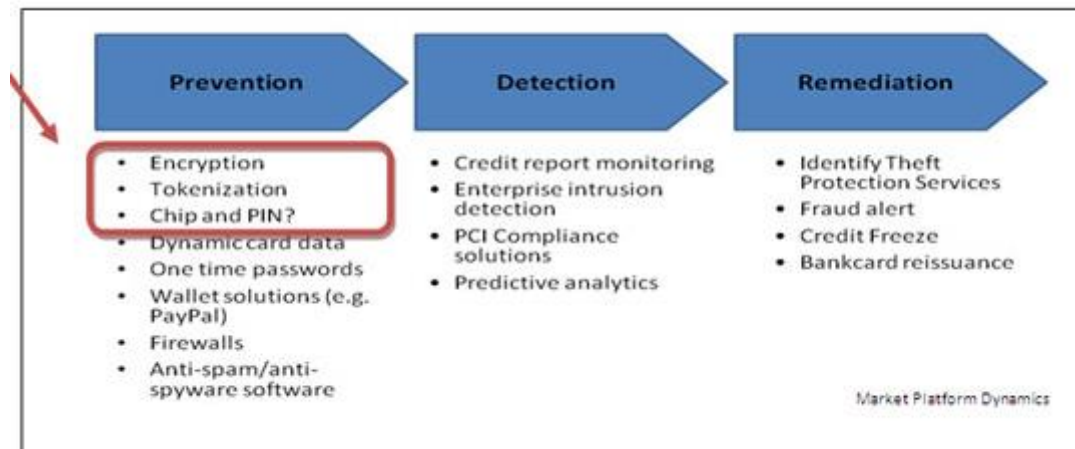 Prevention
Detection
Remediation
• Encryption
• Tokenization
• Chip and PIN?
• Dynamic card data
• One time passwords
• Wallet solutions (e.g.
PayPal)
• Firewalls
• Anti-spam/anti-
spyware software
• Credit report monitoring
• Enterprise intrusion
detection
• PCI Compliance
solutions
• Predictive analytics
• Identify Theft
Protection Services
• Fraud alert
• Credit Freeze
• Bankcard reissuance
Market Platform Dynamics